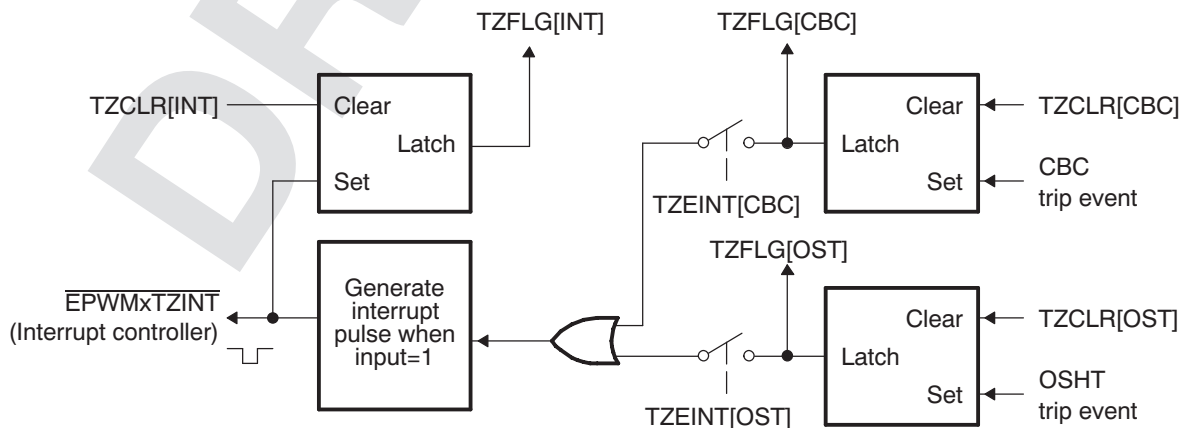 TZFLG[INT]
TZFLG[CBC]
TZCLR[INT]
Clear
Latch
Set
Clear
TZCLR[CBC]
Latch
Set
CBC
trip event
TZEINT[CBC]
TZFLG[OST]
EPWMxTZINT
(Interrupt controller)
Generate
interrupt
pulse when
input=1
Clear
TZCLR[OST]
Latch
Set
OSHT
trip event
TZEINT[OST]